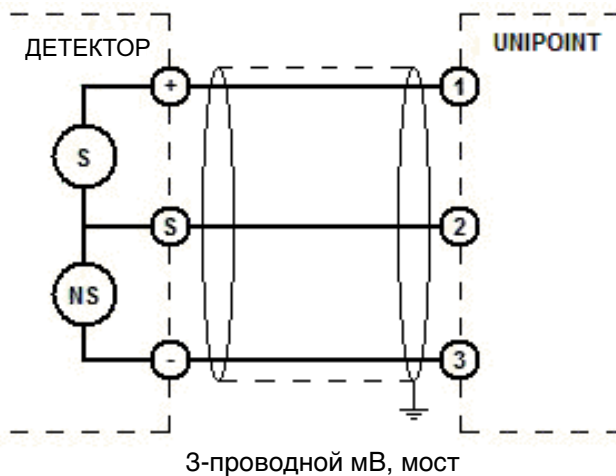 ДЕТЕКТОР
UNIPOINT
+
1
S
S
2
NS
-
3
3-проводной мВ, мост